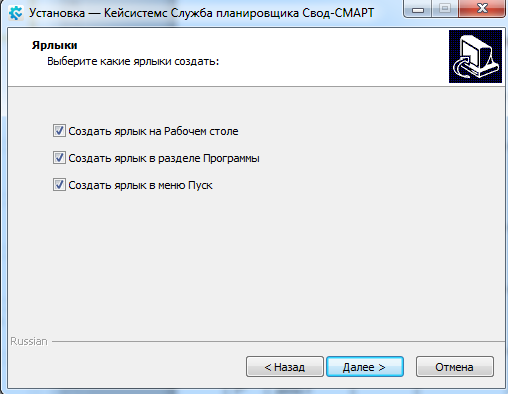 Установка — Кейсистемс Служба планировщика Свод-СМАРТ
Ярлыки
Выберите какие ярлыки создать:
Создать ярлык на Рабочем столе
Создать ярлык в разделе Программы
Создать ярлык в меню Пуск
Russian
< Назад
Далее >
Отмена